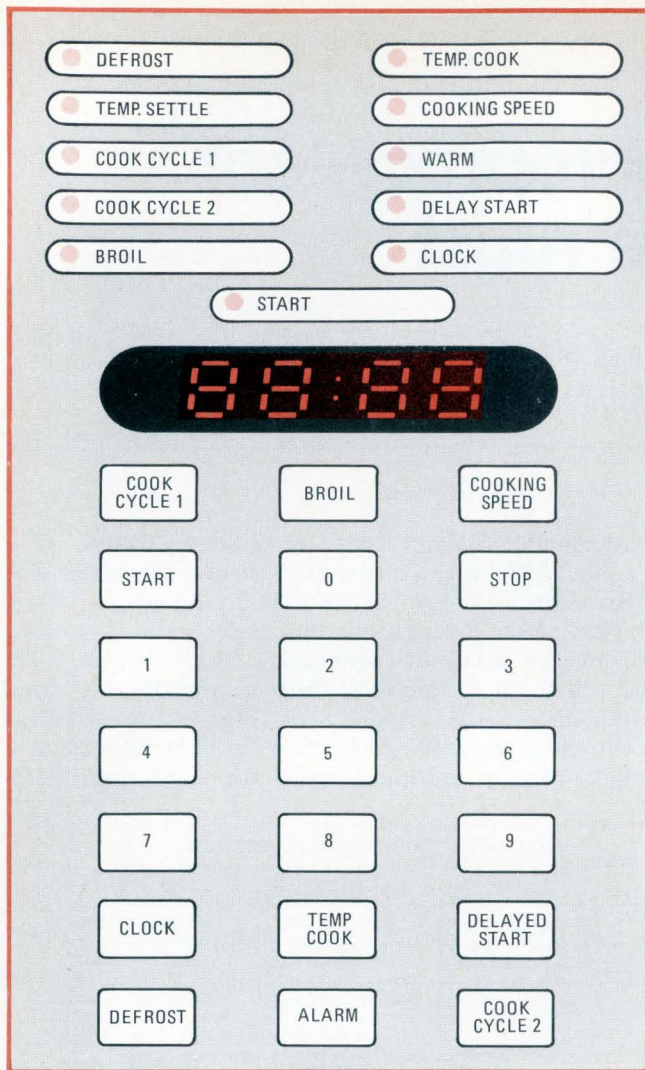 DEFROST
TEMP. COOK
TEMP. SETTLE
COOKING SPEED
COOK CYCLE 1
WARM
COOK CYCLE 2
DELAY START
BROIL
CLOCK
START
88:88
COOK
CYCLE 1
BROIL
COOKING
SPEED
START
0
STOP
1
2
3
4
5
6
7
8
9
CLOCK
TEMP
COOK
DELAYED
START
DEFROST
ALARM
COOK
CYCLE 2